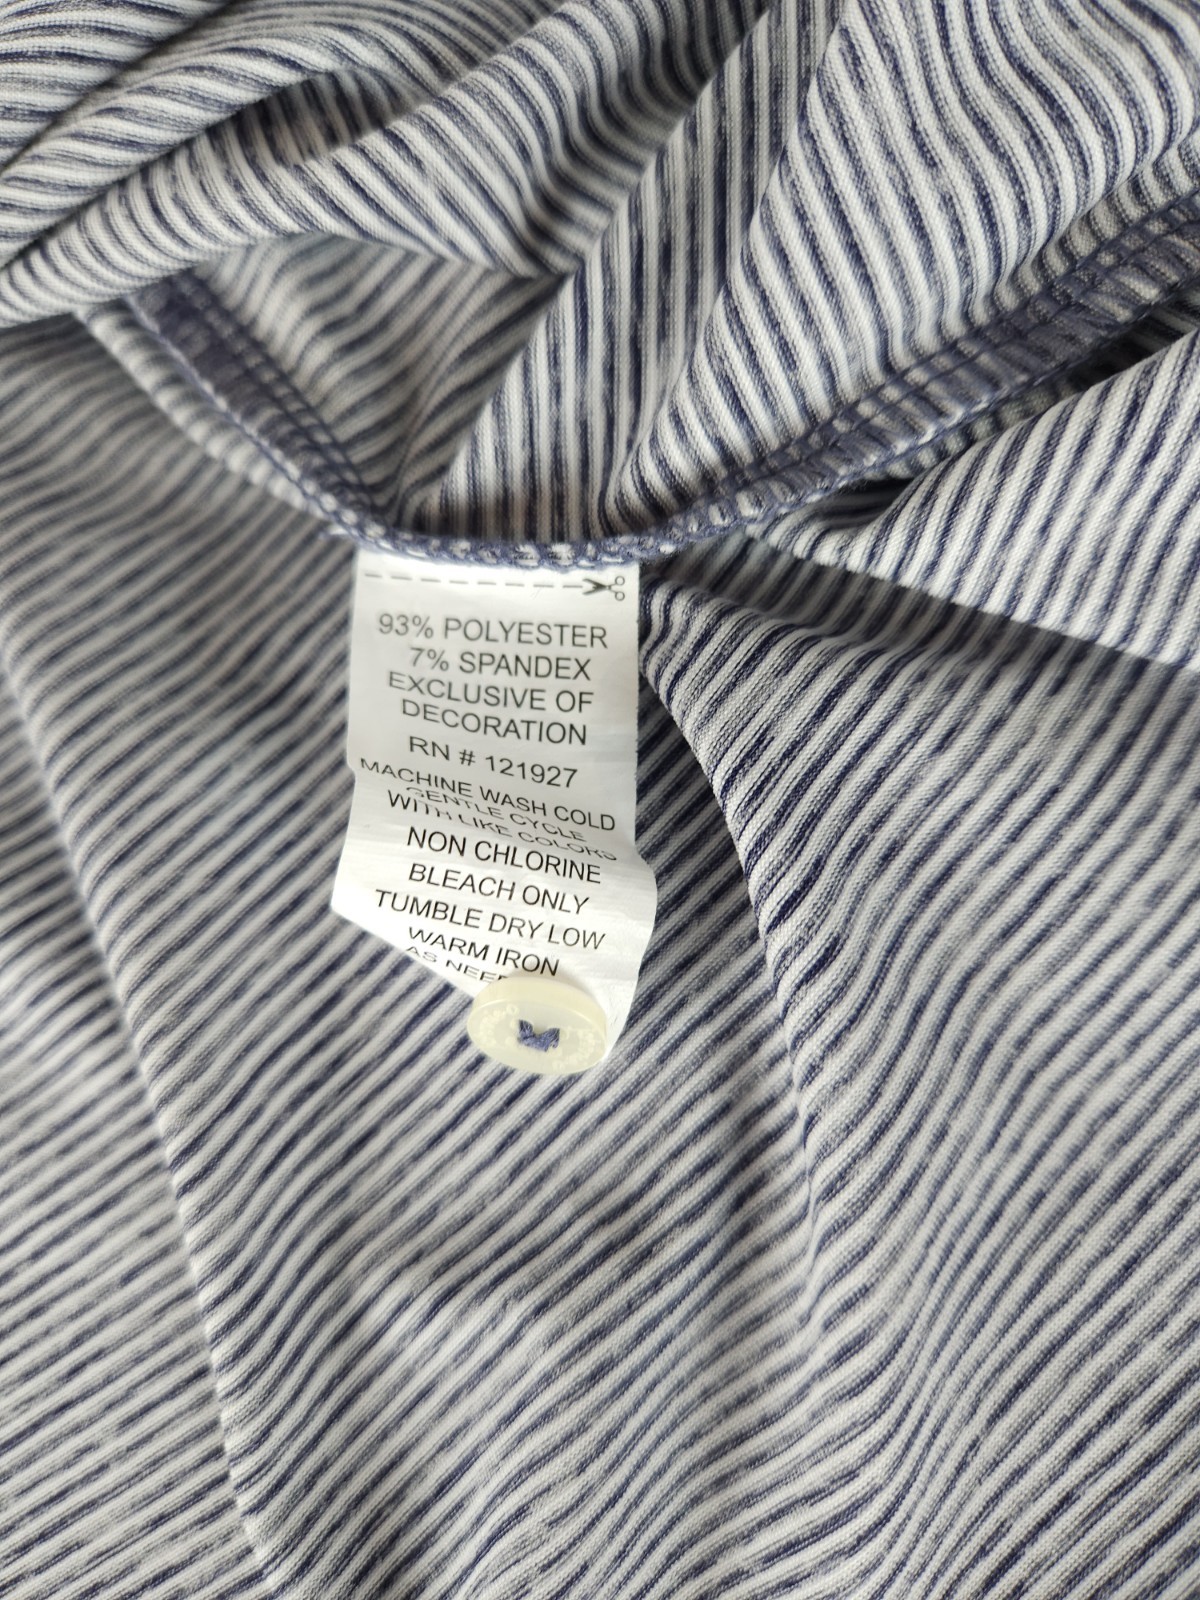 93% POLYESTER
7% SPANDEX
EXCLUSIVE OF
DECORATION
RN # 121927
MACHINE WASH COLD
GENTLE CYCLE
WITH LIKE COLORS
NON CHLORINE
BLEACH ONLY
TUMBLE DRY LOW
WARM IRON
AS